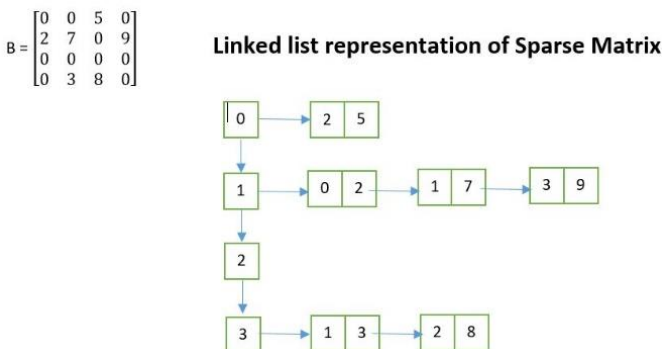 B =
0 0 5 0
2 7 0 9
0 0 0 0
0 3 8 0
Linked list representation of Sparse Matrix
0 2 5
1 0 2 1 7 3 9
2
3 1 3 2 8